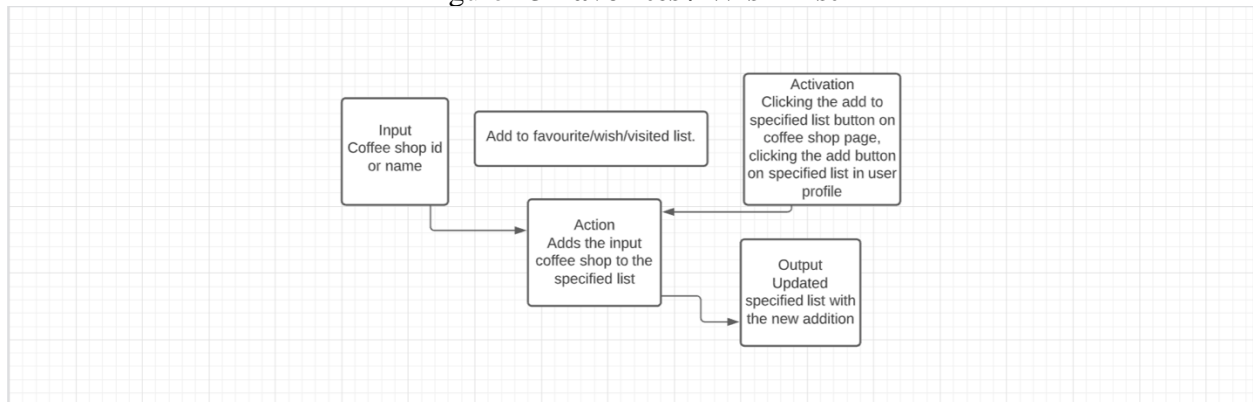 Input
Coffee shop id
or name
Add to favourite/wish/visited list.
Activation
Clicking the add to
specified list button on
coffee shop page,
clicking the add button
on specified list in user
profile
Action
Adds the input
coffee shop to the
specified list
Output
Updated
specified list with
the new addition